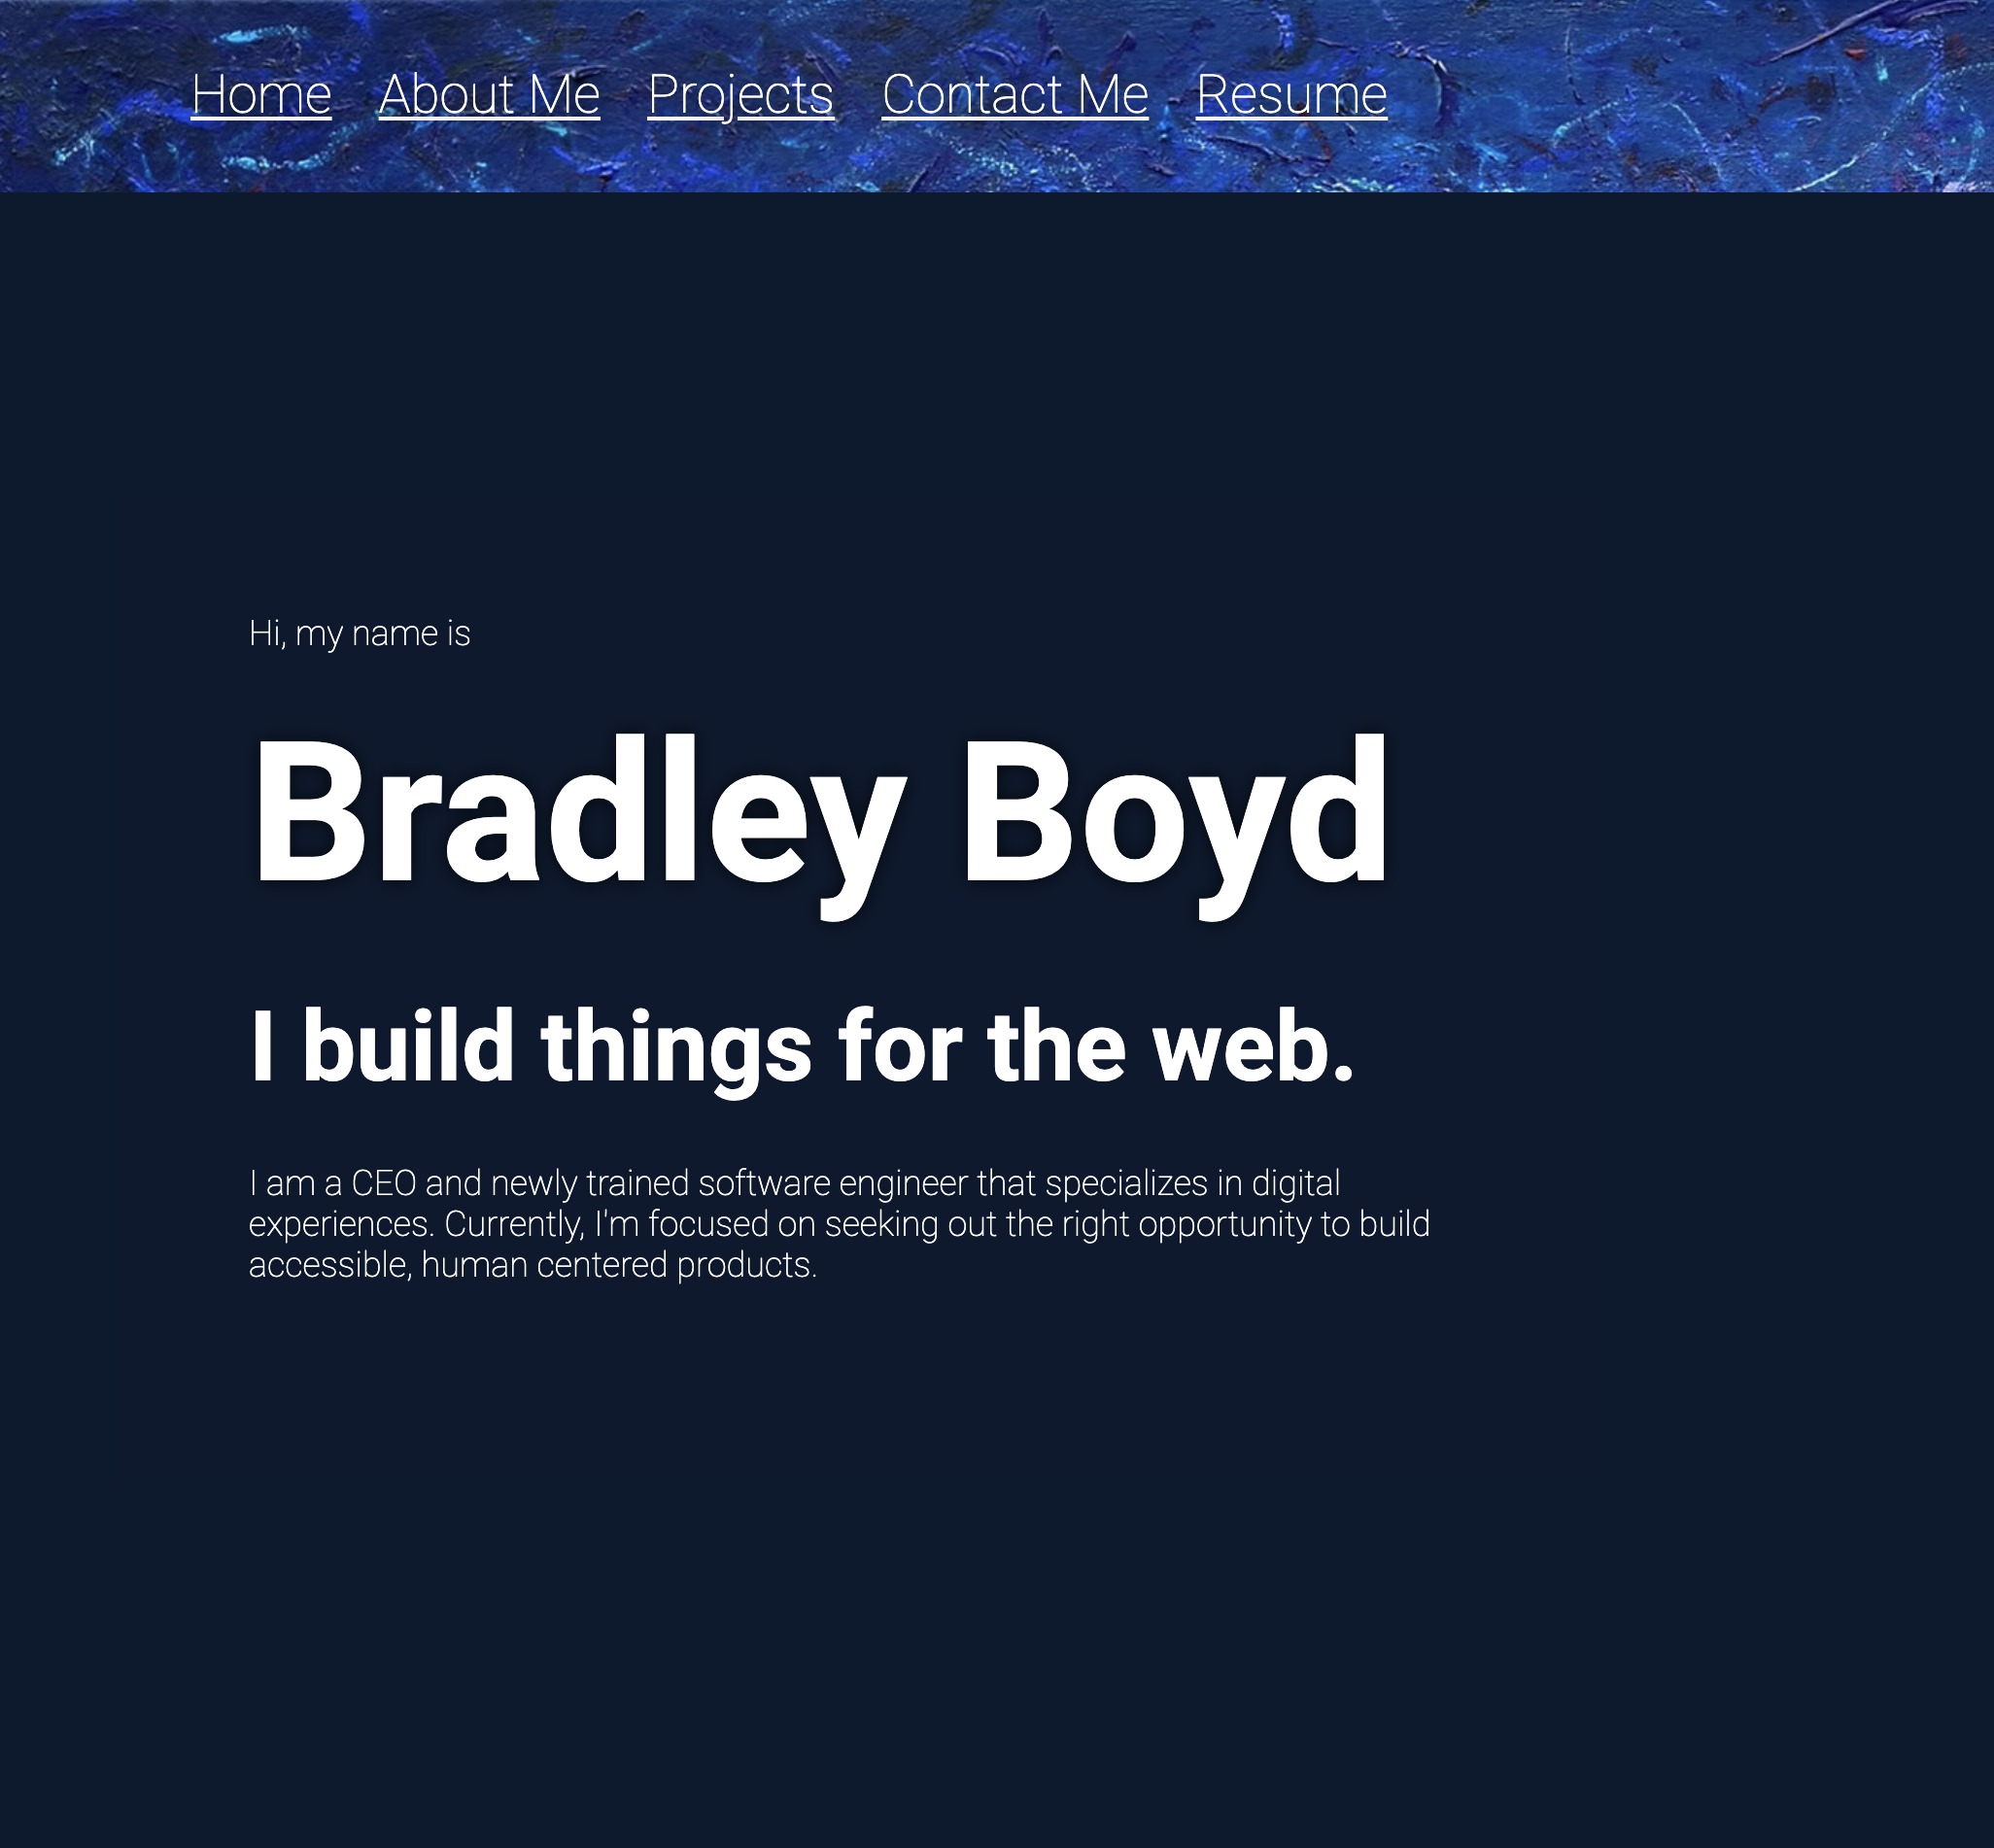 Home About Me Projects Contact Me Resume
Hi, my name is
Bradley Boyd
I build things for the web.
I am a CEO and newly trained software engineer that specializes in digital
experiences. Currently, I'm focused on seeking out the right opportunity to build
accessible, human centered products.